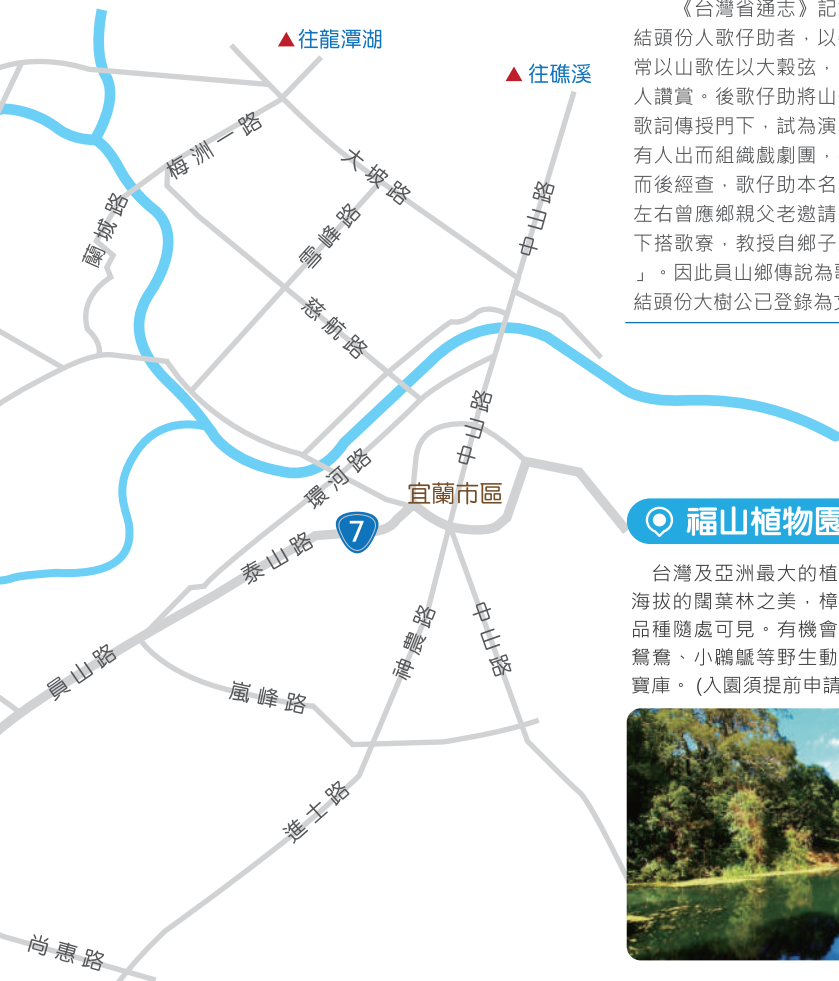 往龍潭湖
往礁溪
梅洲一路
大坡路
蘭城路
雪峰路
中山路
慈航路
中山路
環河路
宜蘭市區
7
泰山路
神農路
中山路
員山路
嵐峰路
進士路
尚惠路
《台灣省通志》記
結頭份人歌仔助者，以
常以山歌佐以大穀弦，
人讚賞。後歌仔助將山
歌詞傳授門下，試為演
有人出而組織戲劇團，
而後經查，歌仔助本名
左右曾應鄉親父老邀請
下搭歌寮，教授自鄉子
」。因此員山鄉傳說為
結頭份大樹公已登錄為
福山植物園
台灣及亞洲最大的植
海拔的闊葉林之美，樟
品種隨處可見。有機會
鴛鴦、小鸊鷉等野生動
寶庫。(入園須提前申請